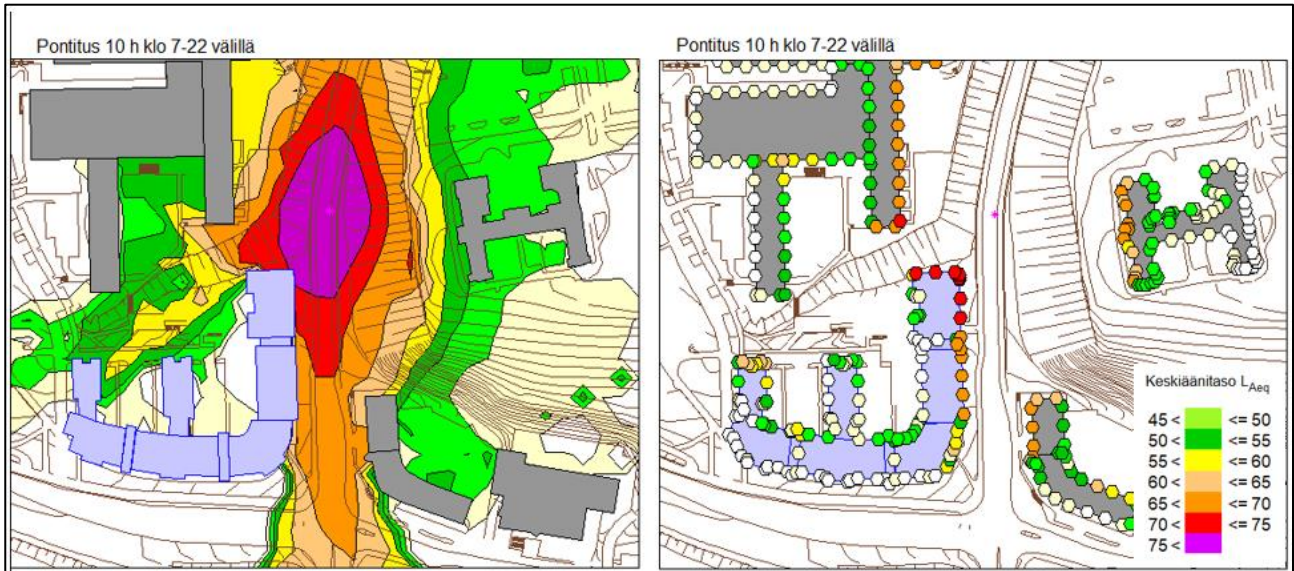 Pontitus 10 h klo 7-22 välillä
Pontitus 10 h klo 7-22 välillä
Keskiäänitaso LAeq
45 < <= 50
50 < <= 55
55 < <= 60
60 < <= 65
65 < <= 70
70 < <= 75
75 <